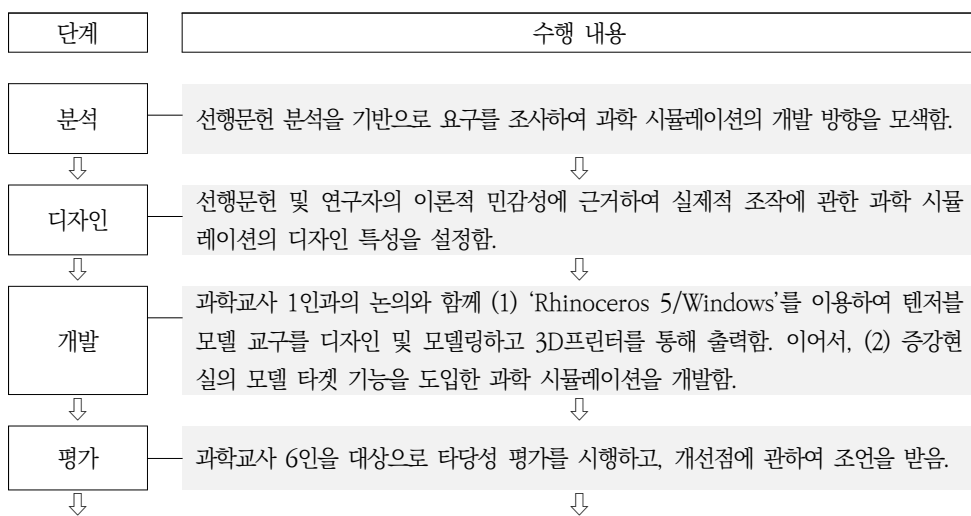 단계
수행 내용
분석
선행문헌 분석을 기반으로 요구를 조사하여 과학 시뮬레이션의 개발 방향을 모색함.
디자인
선행문헌 및 연구자의 이론적 민감성에 근거하여 실제적 조작에 관한 과학 시뮬
레이션의 디자인 특성을 설정함.
개발
과학교사 1인과의 논의와 함께 (1) ‘Rhinoceros 5/Windows’를 이용하여 텐저블
모델 교구를 디자인 및 모델링하고 3D프린터를 통해 출력함. 이어서, (2) 증강현
실의 모델 타겟 기능을 도입한 과학 시뮬레이션을 개발함.
평가
과학교사 6인을 대상으로 타당성 평가를 시행하고, 개선점에 관하여 조언을 받음.